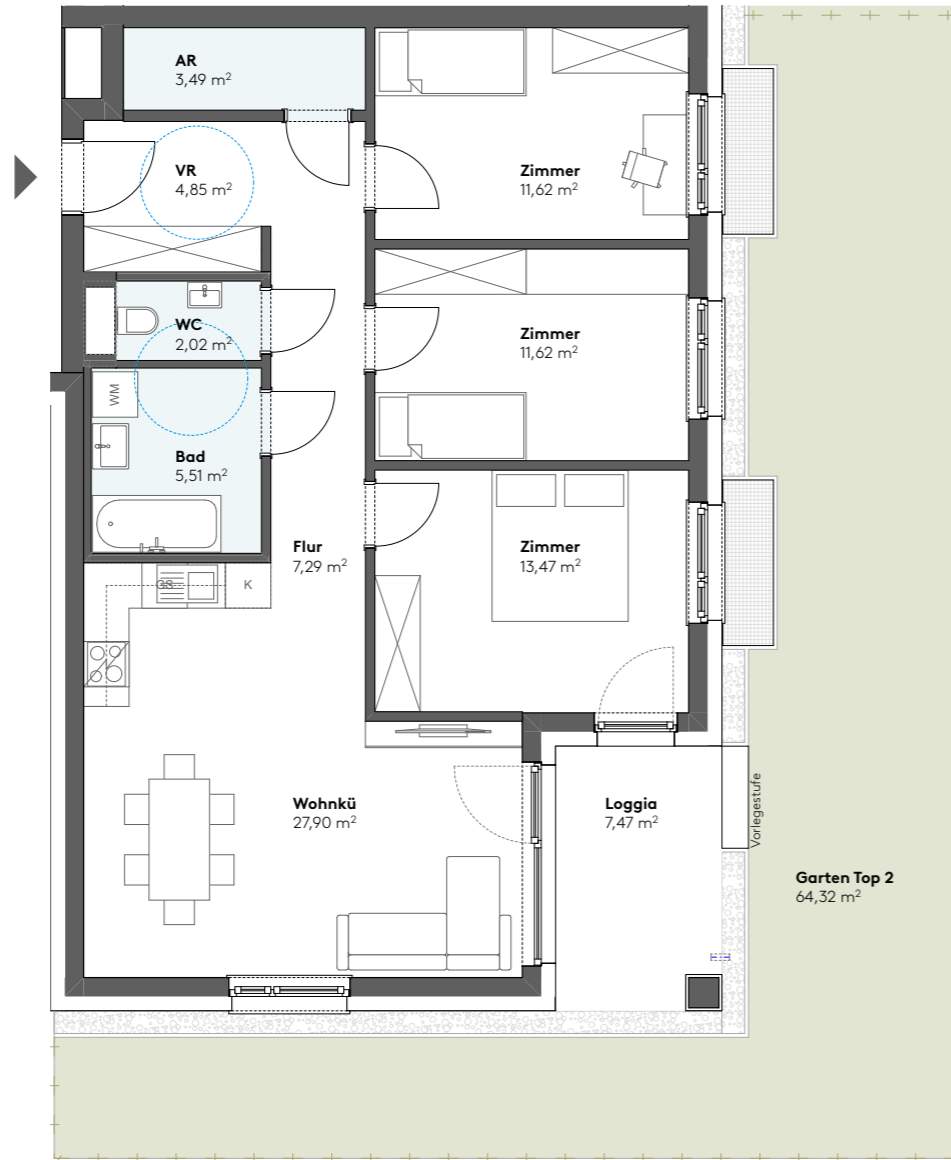 AR
3,49 m²
VR
4,85 m²
Zimmer
11,62 m²
WC
2,02 m²
Zimmer
11,62 m²
WM
Bad
5,51 m²
Flur
7,29 m²
Zimmer
13,47 m²
GS
K
Wohnkü
27,90 m²
Loggia
7,47 m²
Vorlegestufe
Garten Top 2
64,32 m²